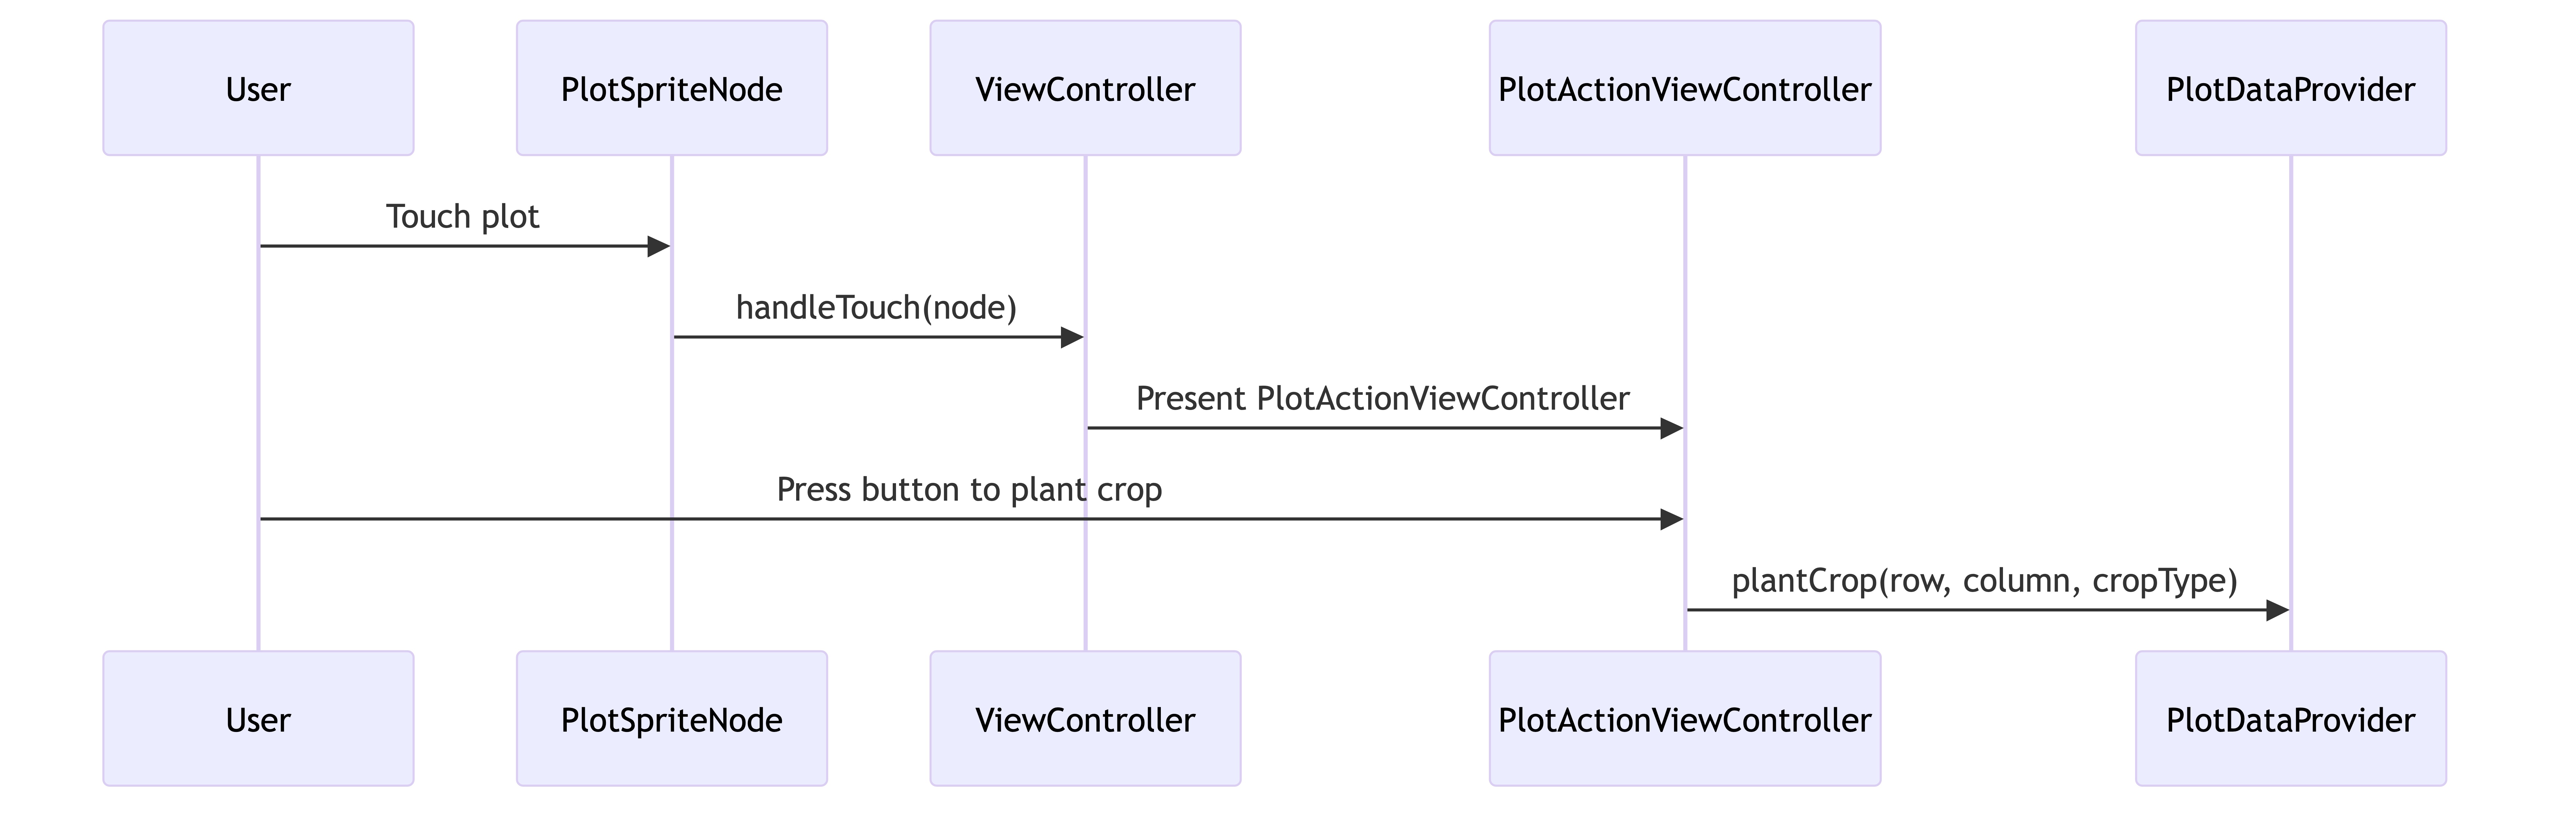 User
PlotSpriteNode
ViewController
PlotActionViewController
PlotDataProvider
Touch plot
handleTouch(node)
Present PlotActionViewController
Press button to plant crop
plantCrop(row, column, cropType)
User
PlotSpriteNode
ViewController
PlotActionViewController
PlotDataProvider